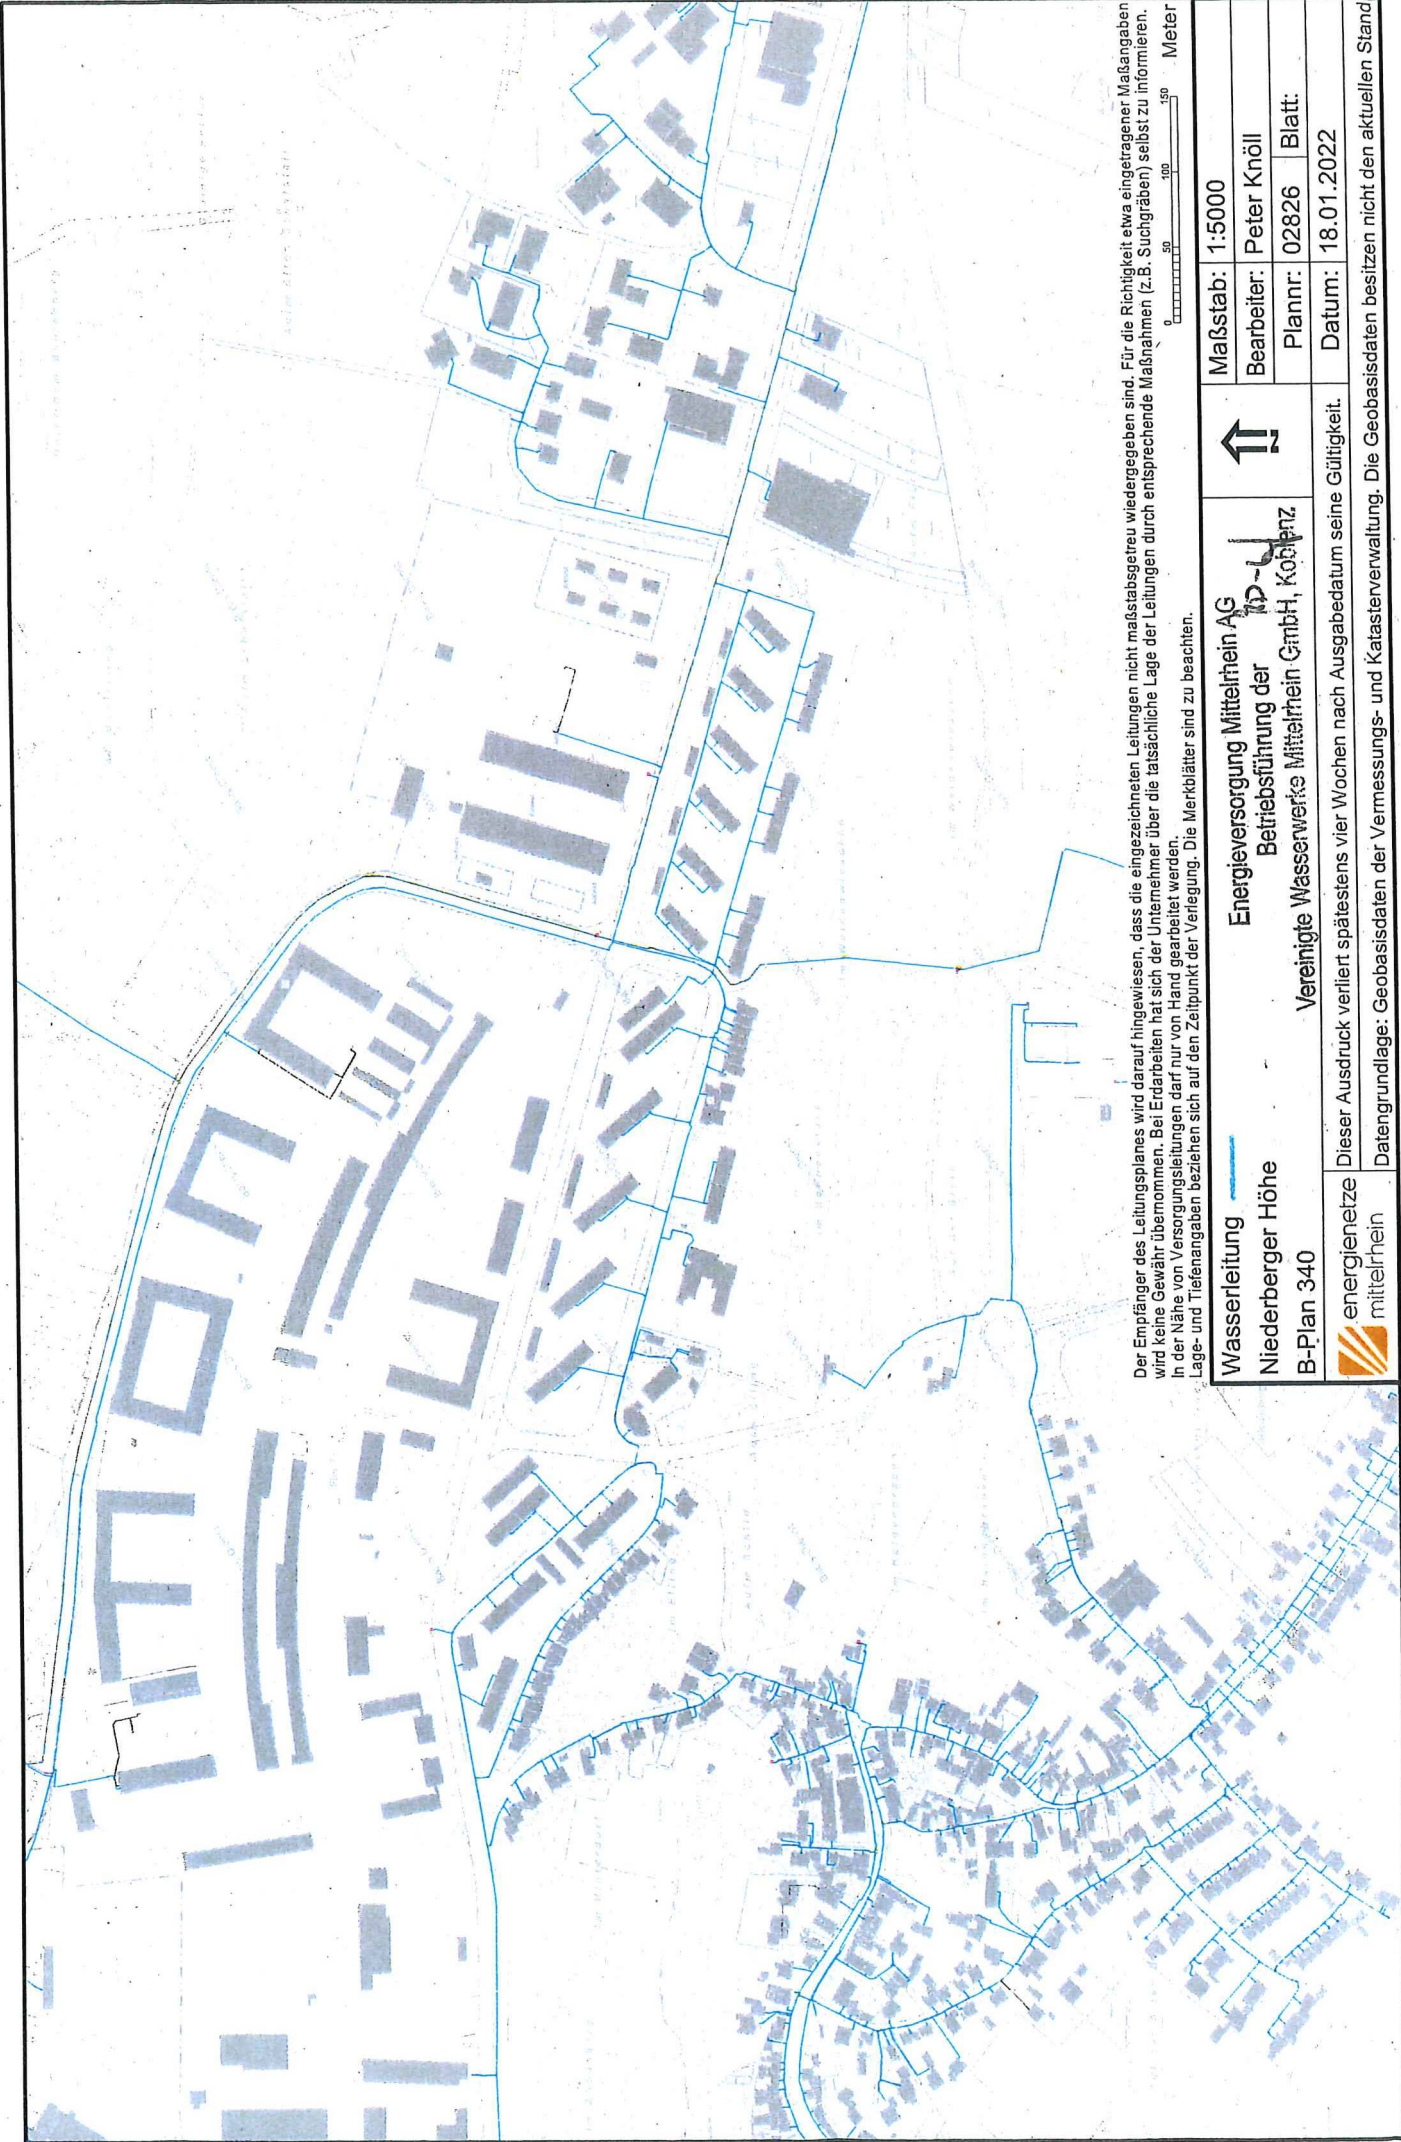 Der Empfänger des Leitungsplanes wird darauf hingewiesen, dass die eingezeichneten Leitungen nicht maßstabsgetreu wiedergegeben sind. Für die Richtigkeit etwa eingetragener Maßangaben
wird keine Gewähr übernommen. Bei Erdarbeiten hat sich der Unternehmer über die tatsächliche Lage der Leitungen durch entsprechende Maßnahmen (z.B. Suchgräben) selbst zu informieren.
In der Nähe von Versorgungsleitungen darf nur von Hand gearbeitet werden.
Lage- und Tiefenangaben beziehen sich auf den Zeitpunkt der Verlegung. Die Merkblätter sind zu beachten.
0 50 100 150 Meter
Wasserleitung
Niederberger Höhe
B-Plan 340
Energieversorgung Mittelrhein AG
Betriebsführung der
Vereinigte Wasserwerke Mittelrhein GmbH, Koblenz
N
Maßstab: 1:5000
Bearbeiter: Peter Knöll
Plannr: 02826 Blatt:
Datum: 18.01.2022
energienetze
mittelrhein
Dieser Ausdruck verliert spätestens vier Wochen nach Ausgabedatum seine Gültigkeit.
Datengrundlage: Geobasisdaten der Vermessungs- und Katasterverwaltung. Die Geobasisdaten besitzen nicht den aktuellen Stand